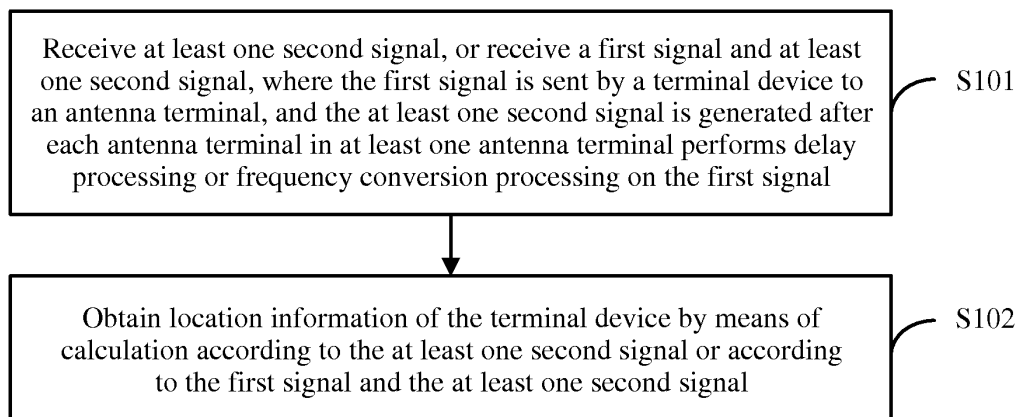 Receive at least one second signal, or receive a first signal and at least
one second signal, where the first signal is sent by a terminal device to
an antenna terminal, and the at least one second signal is generated after
each antenna terminal in at least one antenna terminal performs delay
processing or frequency conversion processing on the first signal
S101
Obtain location information of the terminal device by means of
calculation according to the at least one second signal or according
to the first signal and the at least one second signal
S102